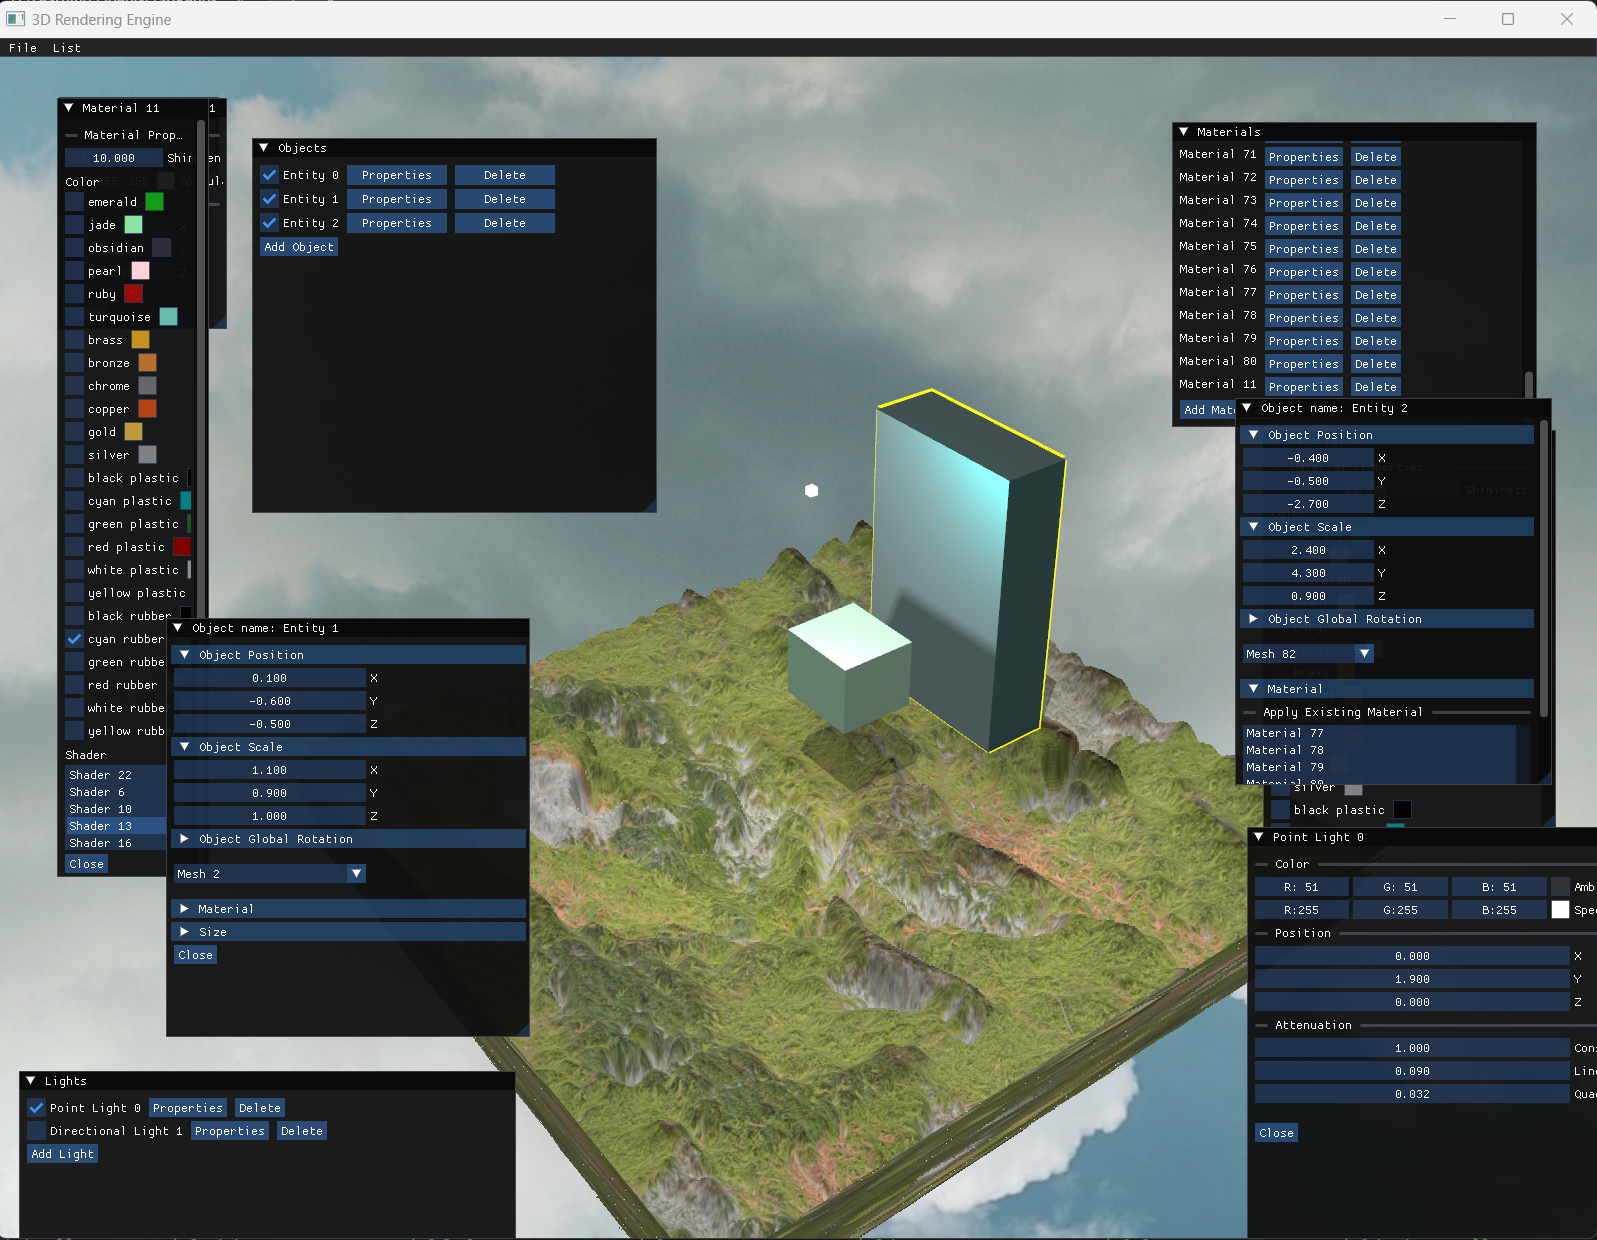 3D Rendering Engine
File List
Material 11
1
Material Prop…
10.000 Shin
Color
emerald
jade
obsidian
pearl
ruby
turquoise
brass
bronze
chrome
copper
gold
silver
black plastic
cyan plastic
green plastic
red plastic
white plastic
yellow plastic
black rubber
cyan rubber
green rubbe
red rubber
white rubbe
yellow rubb
Shader
Shader 22
Shader 6
Shader 10
Shader 13
Shader 16
Close
Objects
Entity 0 Properties Delete
Entity 1 Properties Delete
Entity 2 Properties Delete
Add Object
Materials
Material 71 Properties Delete
Material 72 Properties Delete
Material 73 Properties Delete
Material 74 Properties Delete
Material 75 Properties Delete
Material 76 Properties Delete
Material 77 Properties Delete
Material 78 Properties Delete
Material 79 Properties Delete
Material 80 Properties Delete
Material 11 Properties Delete
Add Mate
Object name: Entity 2
Object Position
-0.400 X
-0.500 Y
-2.700 Z
Object Scale
2.400 X
4.300 Y
0.900 Z
Object Global Rotation
Mesh 82
Material
Apply Existing Material
Material 77
Material 78
Material 79
Material 80
silver
black plastic
Object name: Entity 1
Object Position
0.100 X
-0.600 Y
-0.500 Z
Object Scale
1.100 X
0.900 Y
1.000 Z
Object Global Rotation
Mesh 2
Material
Size
Close
Point Light 0
Color
R: 51 G: 51 B: 51 Amb
R:255 G:255 B:255 Spe
Position
0.000 X
1.900 Y
0.000 Z
Attenuation
1.000 Con
0.090 Lin
0.032 Qua
Close
Lights
Point Light 0 Properties Delete
Directional Light 1 Properties Delete
Add Light